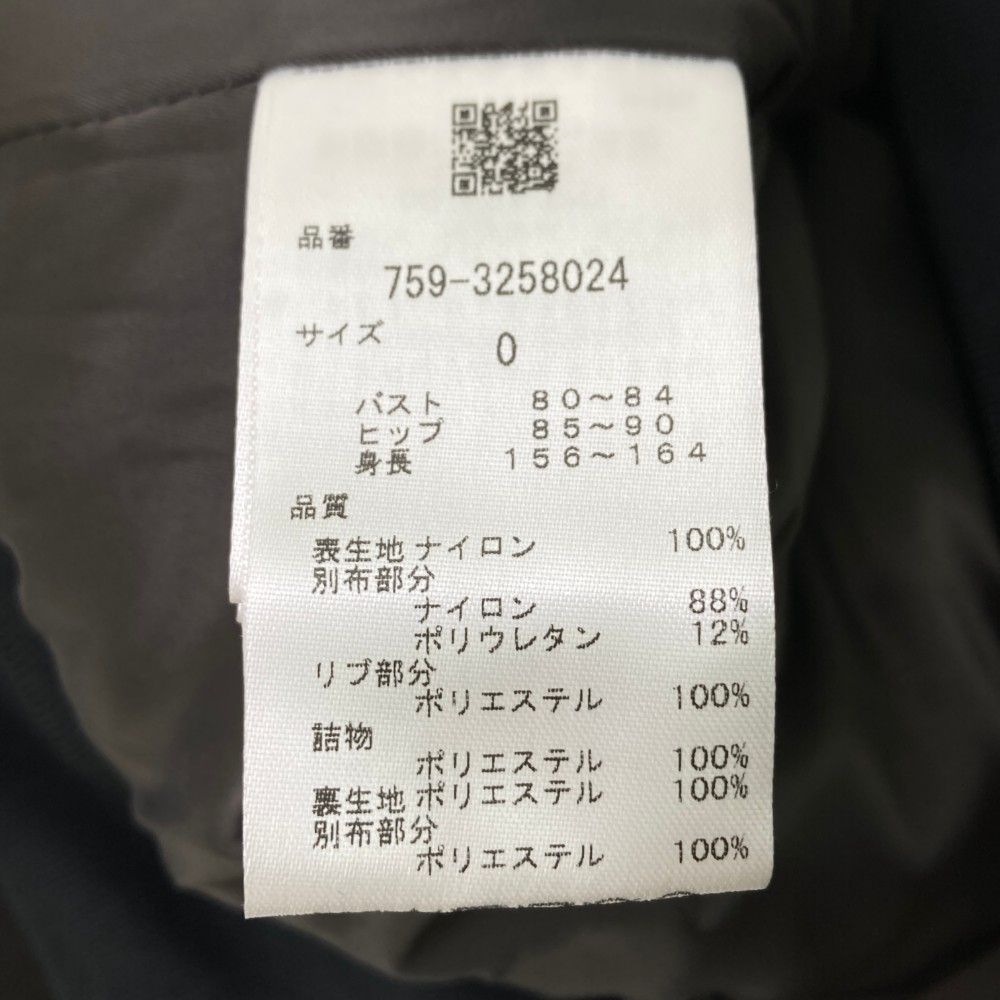 品番
759-3258024
サイズ 0
バスト 80～84
ヒップ 85～90
身長 156～164
品質
表生地 ナイロン 100%
別布部分
ナイロン 88%
ポリウレタン 12%
リブ部分
ポリエステル 100%
詰物
ポリエステル 100%
裏生地 ポリエステル 100%
別布部分
ポリエステル 100%